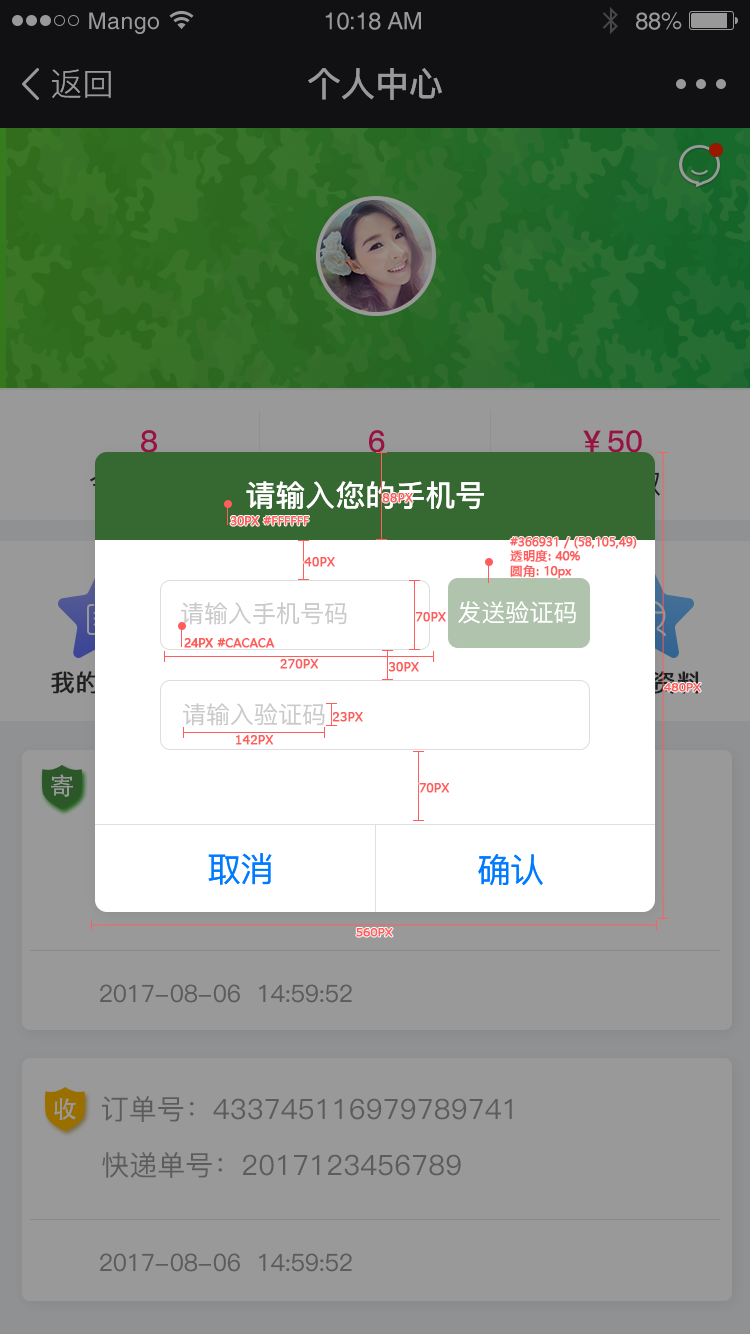 Mango 10:18 AM 88%
返回 个人中心
8 6 ¥50
请输入您的手机号
88PX
30PX #FFFFFF
#366931 / (58,105,49)
透明度: 40%
圆角: 10px
40PX
请输入手机号码 70PX 发送验证码
24PX #CACACA
270PX 30PX
我的 资料
480PX
请输入验证码 23PX
142PX
寄
70PX
取消 确认
560PX
2017-08-06 14:59:52
收 订单号: 433745116979789741
快递单号: 2017123456789
2017-08-06 14:59:52